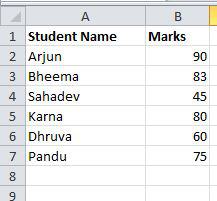 A B
1 Student Name Marks
2 Arjun 90
3 Bheema 83
4 Sahadev 45
5 Karna 80
6 Dhruva 60
7 Pandu 75
8
9